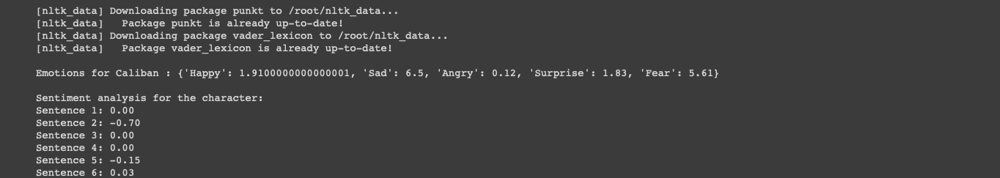 [nltk_data] Downloading package punkt to /root/nltk_data...
[nltk_data]   Package punkt is already up-to-date!
[nltk_data] Downloading package vader_lexicon to /root/nltk_data...
[nltk_data]   Package vader_lexicon is already up-to-date!
Emotions for Caliban : {'Happy': 1.9100000000000001, 'Sad': 6.5, 'Angry': 0.12, 'Surprise': 1.83, 'Fear': 5.61}
Sentiment analysis for the character:
Sentence 1: 0.00
Sentence 2: -0.70
Sentence 3: 0.00
Sentence 4: 0.00
Sentence 5: -0.15
Sentence 6: 0.03